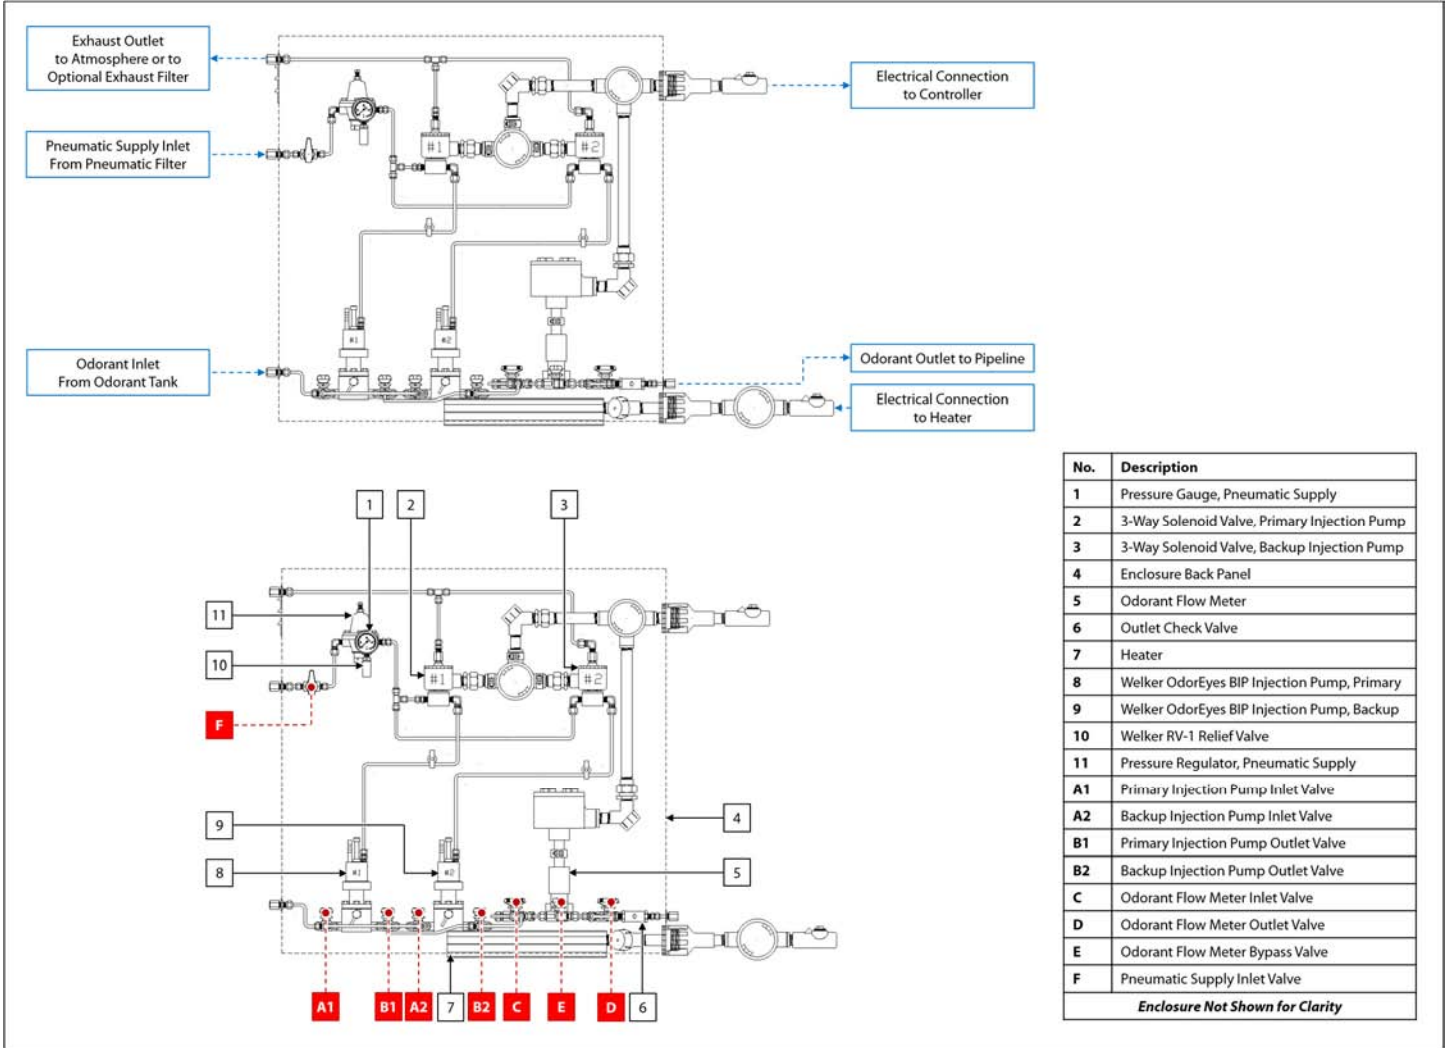 Exhaust Outlet
to Atmosphere or to
Optional Exhaust Filter
Electrical Connection
to Controller
Pneumatic Supply Inlet
From Pneumatic Filter
#1
#2
#1
#2
Odorant Inlet
From Odorant Tank
Odorant Outlet to Pipeline
Electrical Connection
to Heater
1
2
3
11
10
#1
#2
F
9
4
8
#1
#2
5
A1
B1
A2
7
B2
C
E
D
6
No. Description
1 Pressure Gauge, Pneumatic Supply
2 3-Way Solenoid Valve, Primary Injection Pump
3 3-Way Solenoid Valve, Backup Injection Pump
4 Enclosure Back Panel
5 Odorant Flow Meter
6 Outlet Check Valve
7 Heater
8 Welker OdorEyes BIP Injection Pump, Primary
9 Welker OdorEyes BIP Injection Pump, Backup
10 Welker RV-1 Relief Valve
11 Pressure Regulator, Pneumatic Supply
A1 Primary Injection Pump Inlet Valve
A2 Backup Injection Pump Inlet Valve
B1 Primary Injection Pump Outlet Valve
B2 Backup Injection Pump Outlet Valve
C Odorant Flow Meter Inlet Valve
D Odorant Flow Meter Outlet Valve
E Odorant Flow Meter Bypass Valve
F Pneumatic Supply Inlet Valve
Enclosure Not Shown for Clarity